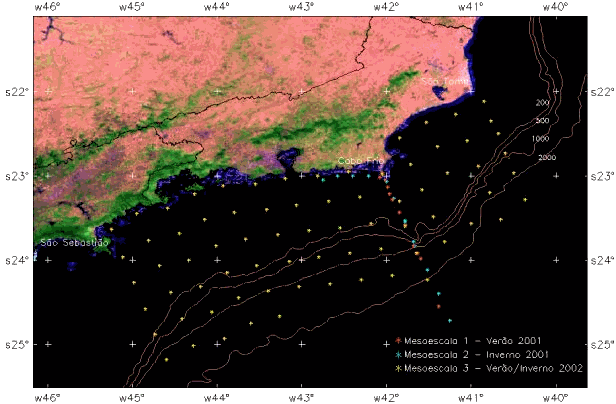 w46° w45° w44° w43° w42° w41° w40°
São Tomé
s22°
200
500
1000
2000
Cabo Frio
s23°
São Sebastião
s24°
s25°
Mesoescala 1 - Verão 2001
Mesoescala 2 - Inverno 2001
Mesoescala 3 - Verão/Inverno 2002
w46° w45° w44° w43° w42° w41° w40°
s22°
s23°
s24°
s25°